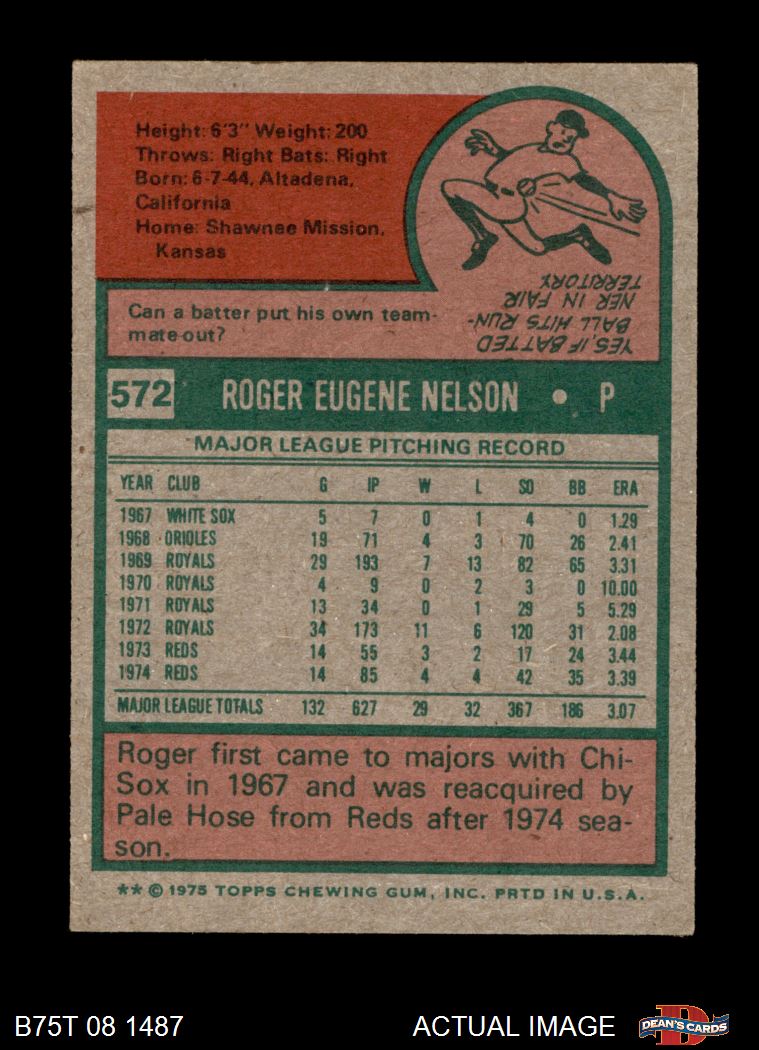 Height: 6'3" Weight: 200
Throws: Right Bats: Right
Born: 6-7-44, Altadena,
California
Home: Shawnee Mission,
Kansas
Can a batter put his own team-
mate out?
YES, IF BATTED
BALL HITS RUN-
NER IN FAIR
TERRITORY.
572 ROGER EUGENE NELSON • P
MAJOR LEAGUE PITCHING RECORD
YEAR CLUB G IP W L SO BB ERA
1967 WHITE SOX 5 7 0 1 4 0 1.29
1968 ORIOLES 19 71 4 3 70 26 2.41
1969 ROYALS 29 193 7 13 82 65 3.31
1970 ROYALS 4 9 0 2 3 0 10.00
1971 ROYALS 13 34 0 1 29 5 5.29
1972 ROYALS 34 173 11 6 120 31 2.08
1973 REDS 14 55 3 2 17 24 3.44
1974 REDS 14 85 4 4 42 35 3.39
MAJOR LEAGUE TOTALS 132 627 29 32 367 186 3.07
Roger first came to majors with Chi-
Sox in 1967 and was reacquired by
Pale Hose from Reds after 1974 sea-
son.
** © 1975 TOPPS CHEWING GUM, INC. PRTD IN U.S.A.
B75T 08 1487 ACTUAL IMAGE
D
DEAN'S CARDS